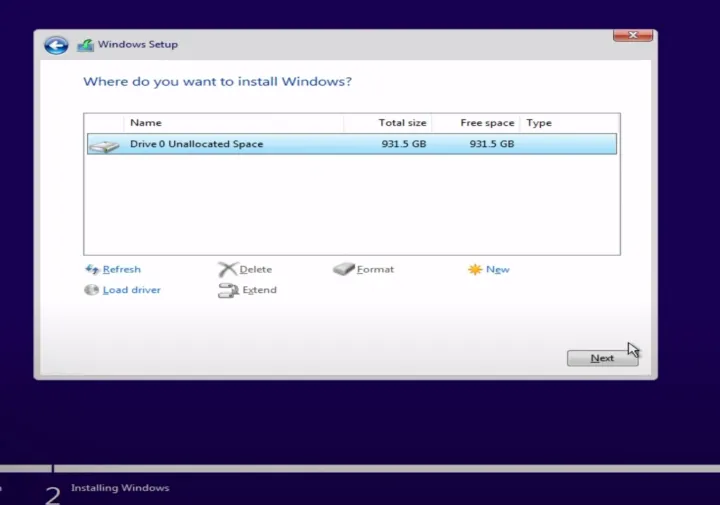 Windows Setup
Where do you want to install Windows?
Name Total size Free space Type
Drive 0 Unallocated Space 931.5 GB 931.5 GB
Refresh Delete Format New
Load driver Extend
Next
2 Installing Windows